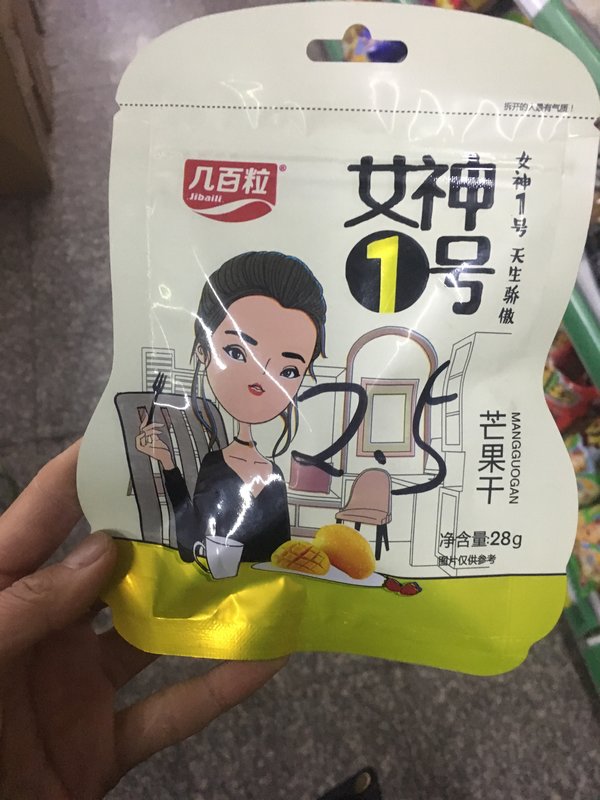 拆开的人最有气质!
几百粒®
Jibaili
女神
1号
女神1号 天生骄傲
2.5
芒果干
MANGGUOGAN
净含量:28g
图片仅供参考